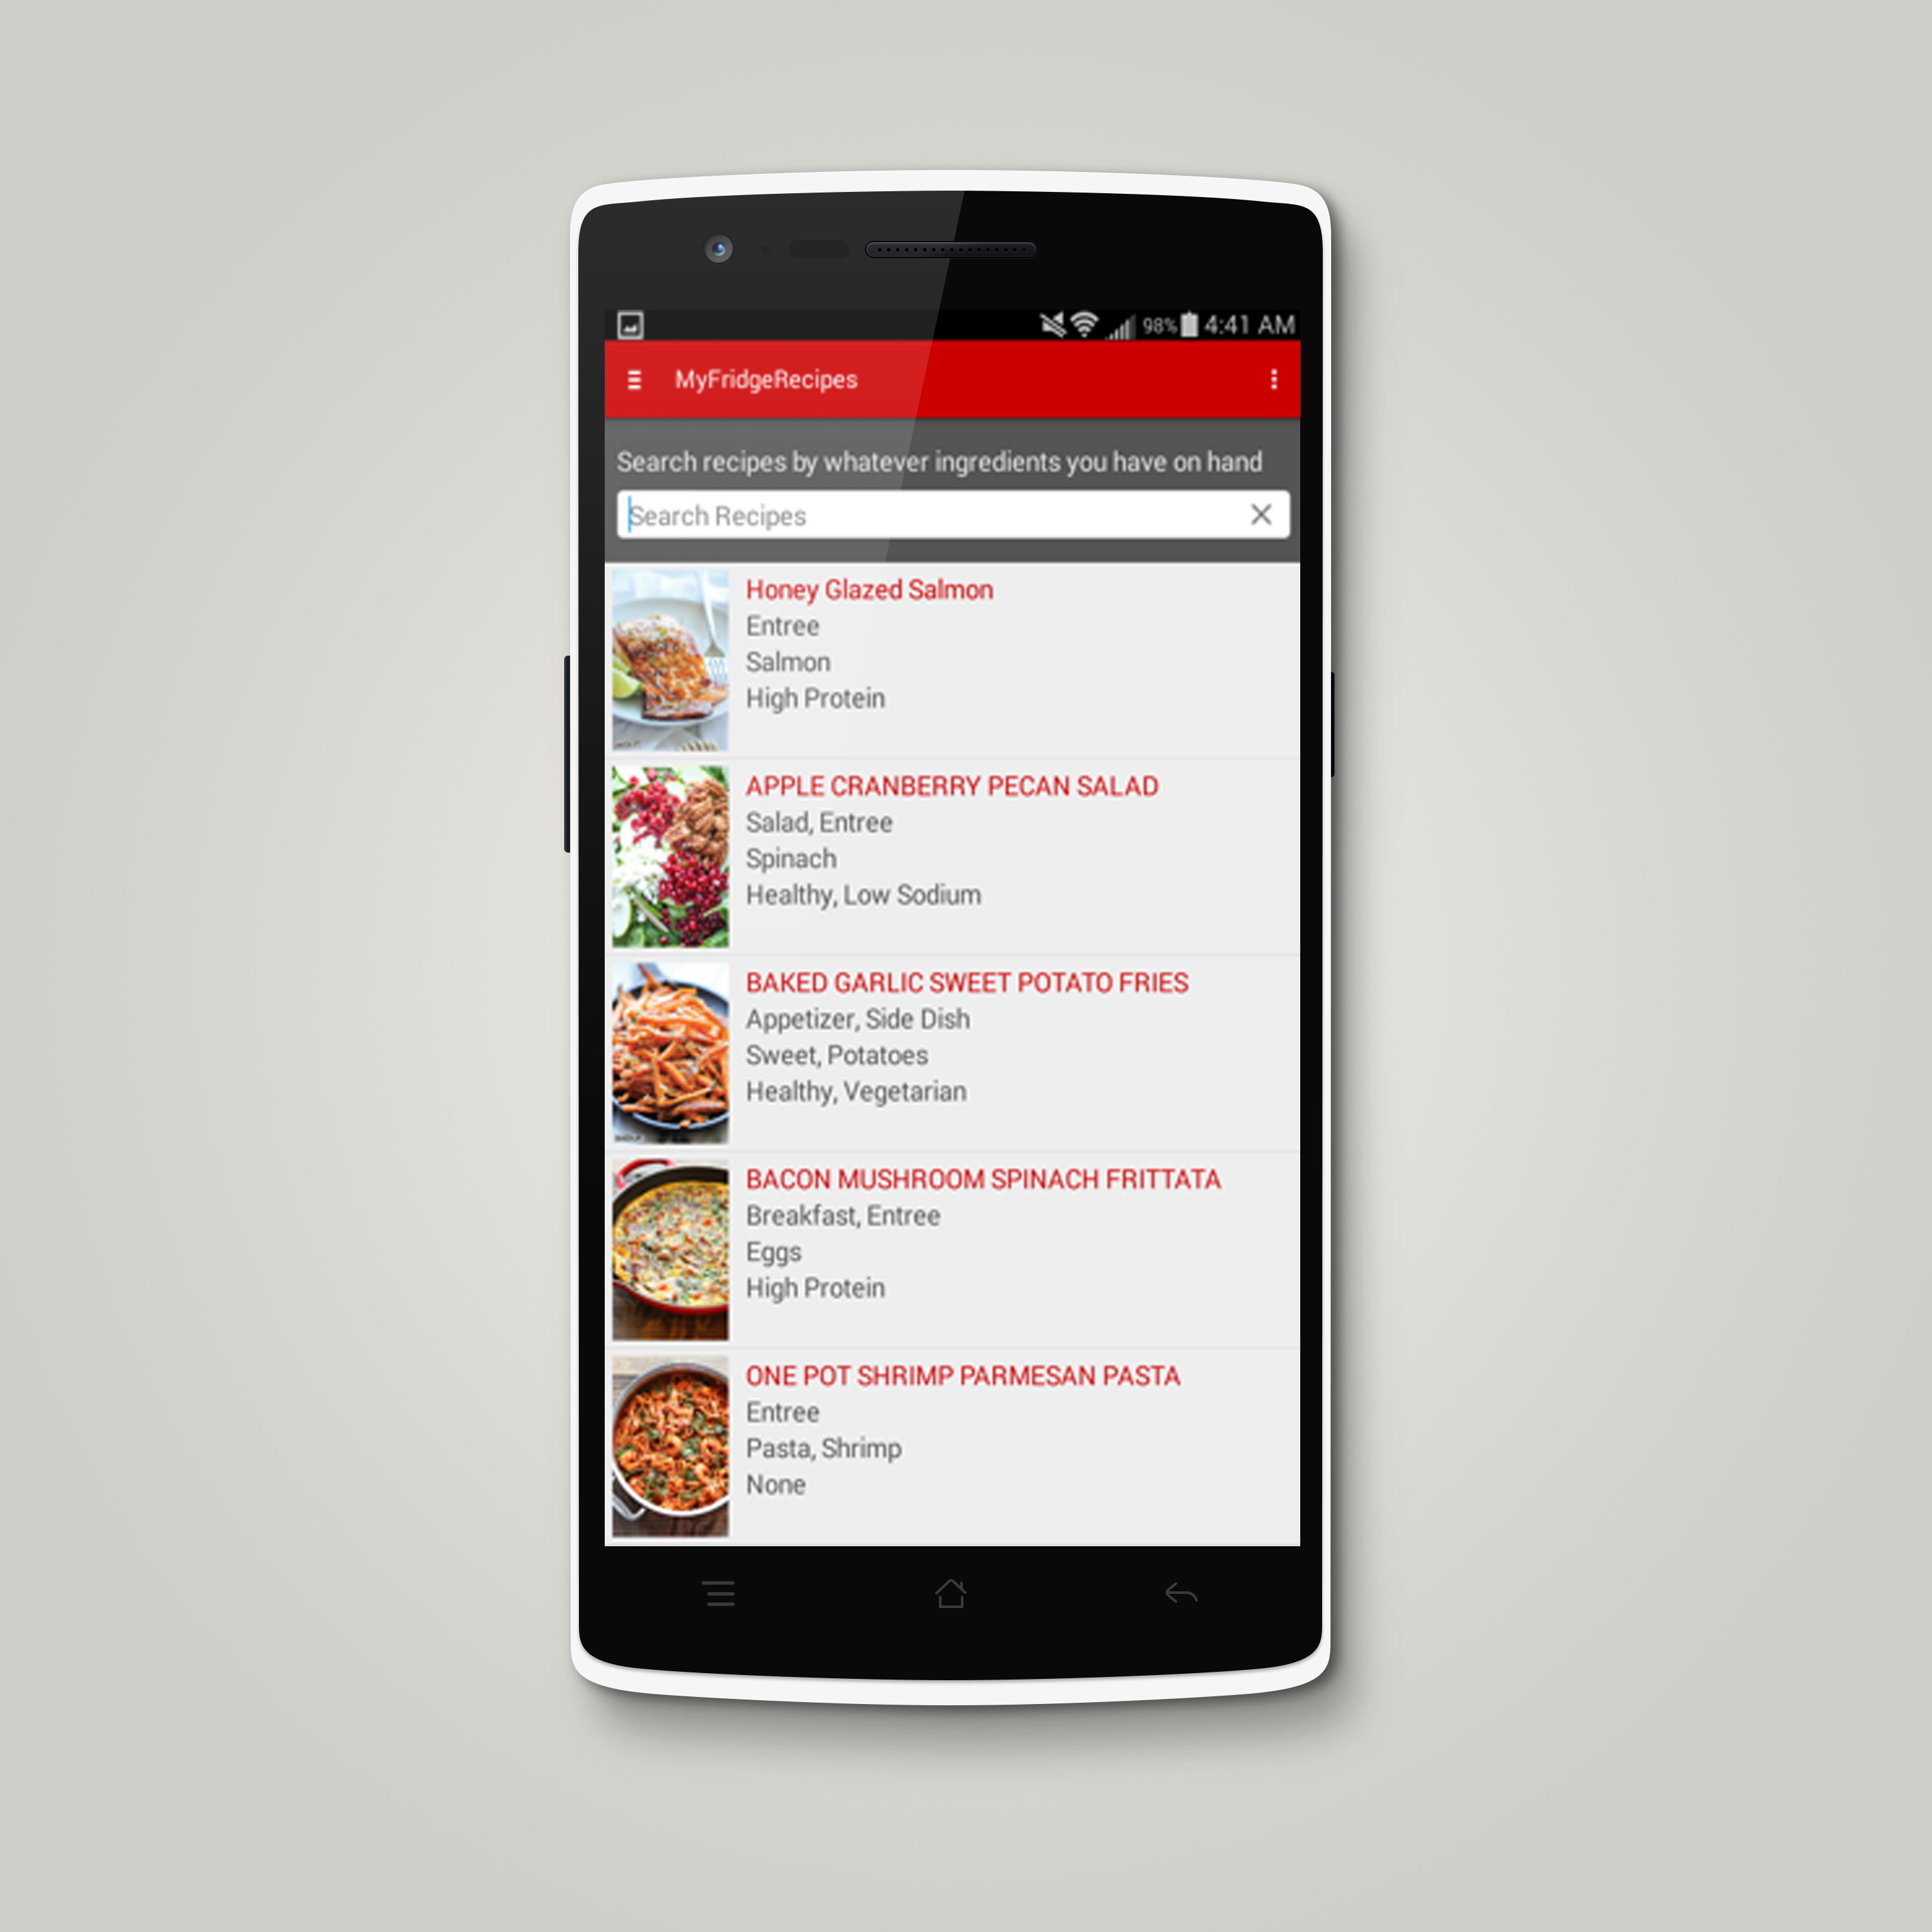 98% 4:41 AM
MyFridgeRecipes
Search recipes by whatever ingredients you have on hand
Search Recipes
Honey Glazed Salmon
Entree
Salmon
High Protein
APPLE CRANBERRY PECAN SALAD
Salad, Entree
Spinach
Healthy, Low Sodium
BAKED GARLIC SWEET POTATO FRIES
Appetizer, Side Dish
Sweet, Potatoes
Healthy, Vegetarian
BACON MUSHROOM SPINACH FRITTATA
Breakfast, Entree
Eggs
High Protein
ONE POT SHRIMP PARMESAN PASTA
Entree
Pasta, Shrimp
None